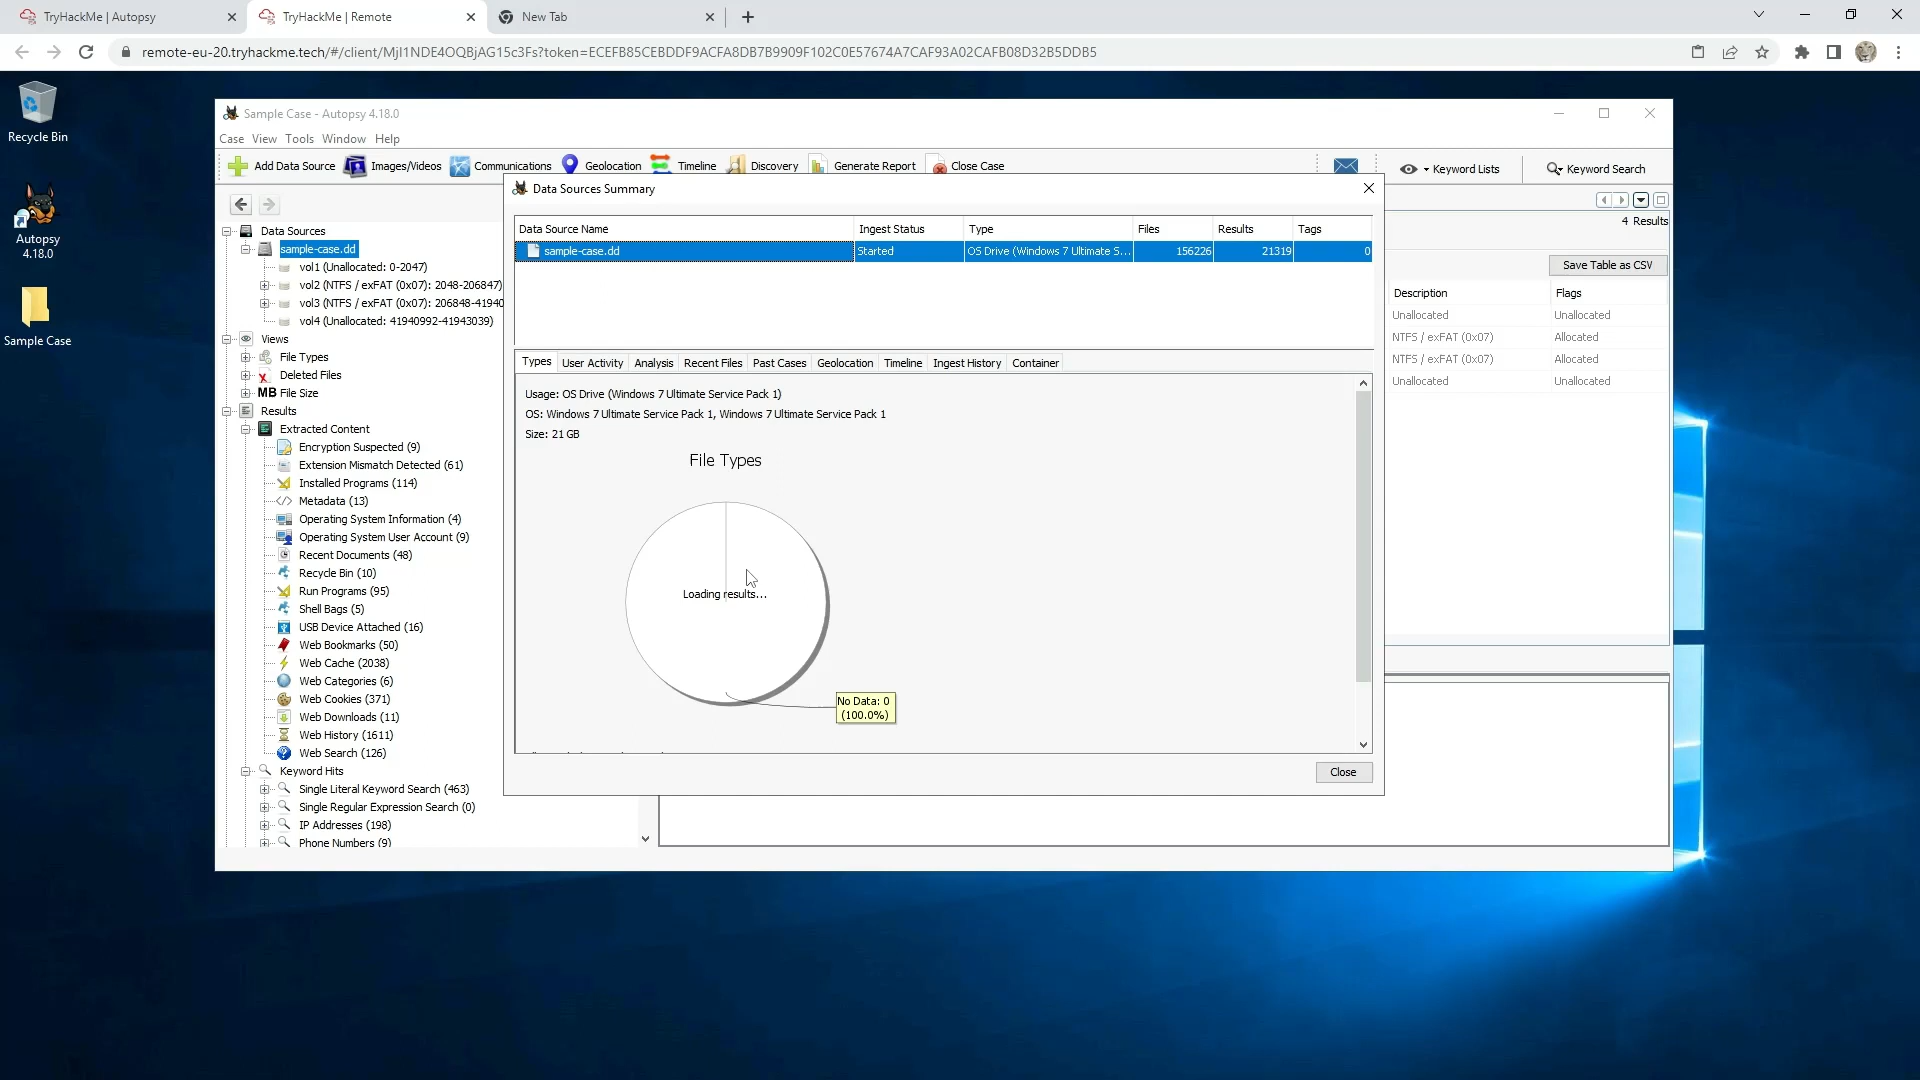 TryHackMe | Autopsy
TryHackMe | Remote
New Tab
remote-eu-20.tryhackme.tech/#/client/MjI1NDE4OQBjAG15c3Fs?token=ECEFB85CEBDDF9ACFA8DB7B9909F102C0E57674A7CAF93A02CAFB08D32B5DDB5
Recycle Bin
Autopsy
4.18.0
Sample Case
Sample Case - Autopsy 4.18.0
Case View Tools Window Help
Add Data Source Images/Videos Communications Geolocation Timeline Discovery Generate Report Close Case
Keyword Lists
Keyword Search
Data Sources
sample-case.dd
vol1 (Unallocated: 0-2047)
vol2 (NTFS / exFAT (0x07): 2048-206847)
vol3 (NTFS / exFAT (0x07): 206848-41940
vol4 (Unallocated: 41940992-41943039)
Views
File Types
Deleted Files
MB File Size
Results
Extracted Content
Encryption Suspected (9)
Extension Mismatch Detected (61)
Installed Programs (114)
Metadata (13)
Operating System Information (4)
Operating System User Account (9)
Recent Documents (48)
Recycle Bin (10)
Run Programs (95)
Shell Bags (5)
USB Device Attached (16)
Web Bookmarks (50)
Web Cache (2038)
Web Categories (6)
Web Cookies (371)
Web Downloads (11)
Web History (1611)
Web Search (126)
Keyword Hits
Single Literal Keyword Search (463)
Single Regular Expression Search (0)
IP Addresses (198)
Phone Numbers (9)
Data Sources Summary
Data Source Name Ingest Status Type Files Results Tags
sample-case.dd Started OS Drive (Windows 7 Ultimate S... 156226 21319 0
Types User Activity Analysis Recent Files Past Cases Geolocation Timeline Ingest History Container
Usage: OS Drive (Windows 7 Ultimate Service Pack 1)
OS: Windows 7 Ultimate Service Pack 1, Windows 7 Ultimate Service Pack 1
Size: 21 GB
File Types
Loading results...
No Data: 0
(100.0%)
Close
4 Results
Save Table as CSV
Description Flags
Unallocated Unallocated
NTFS / exFAT (0x07) Allocated
NTFS / exFAT (0x07) Allocated
Unallocated Unallocated